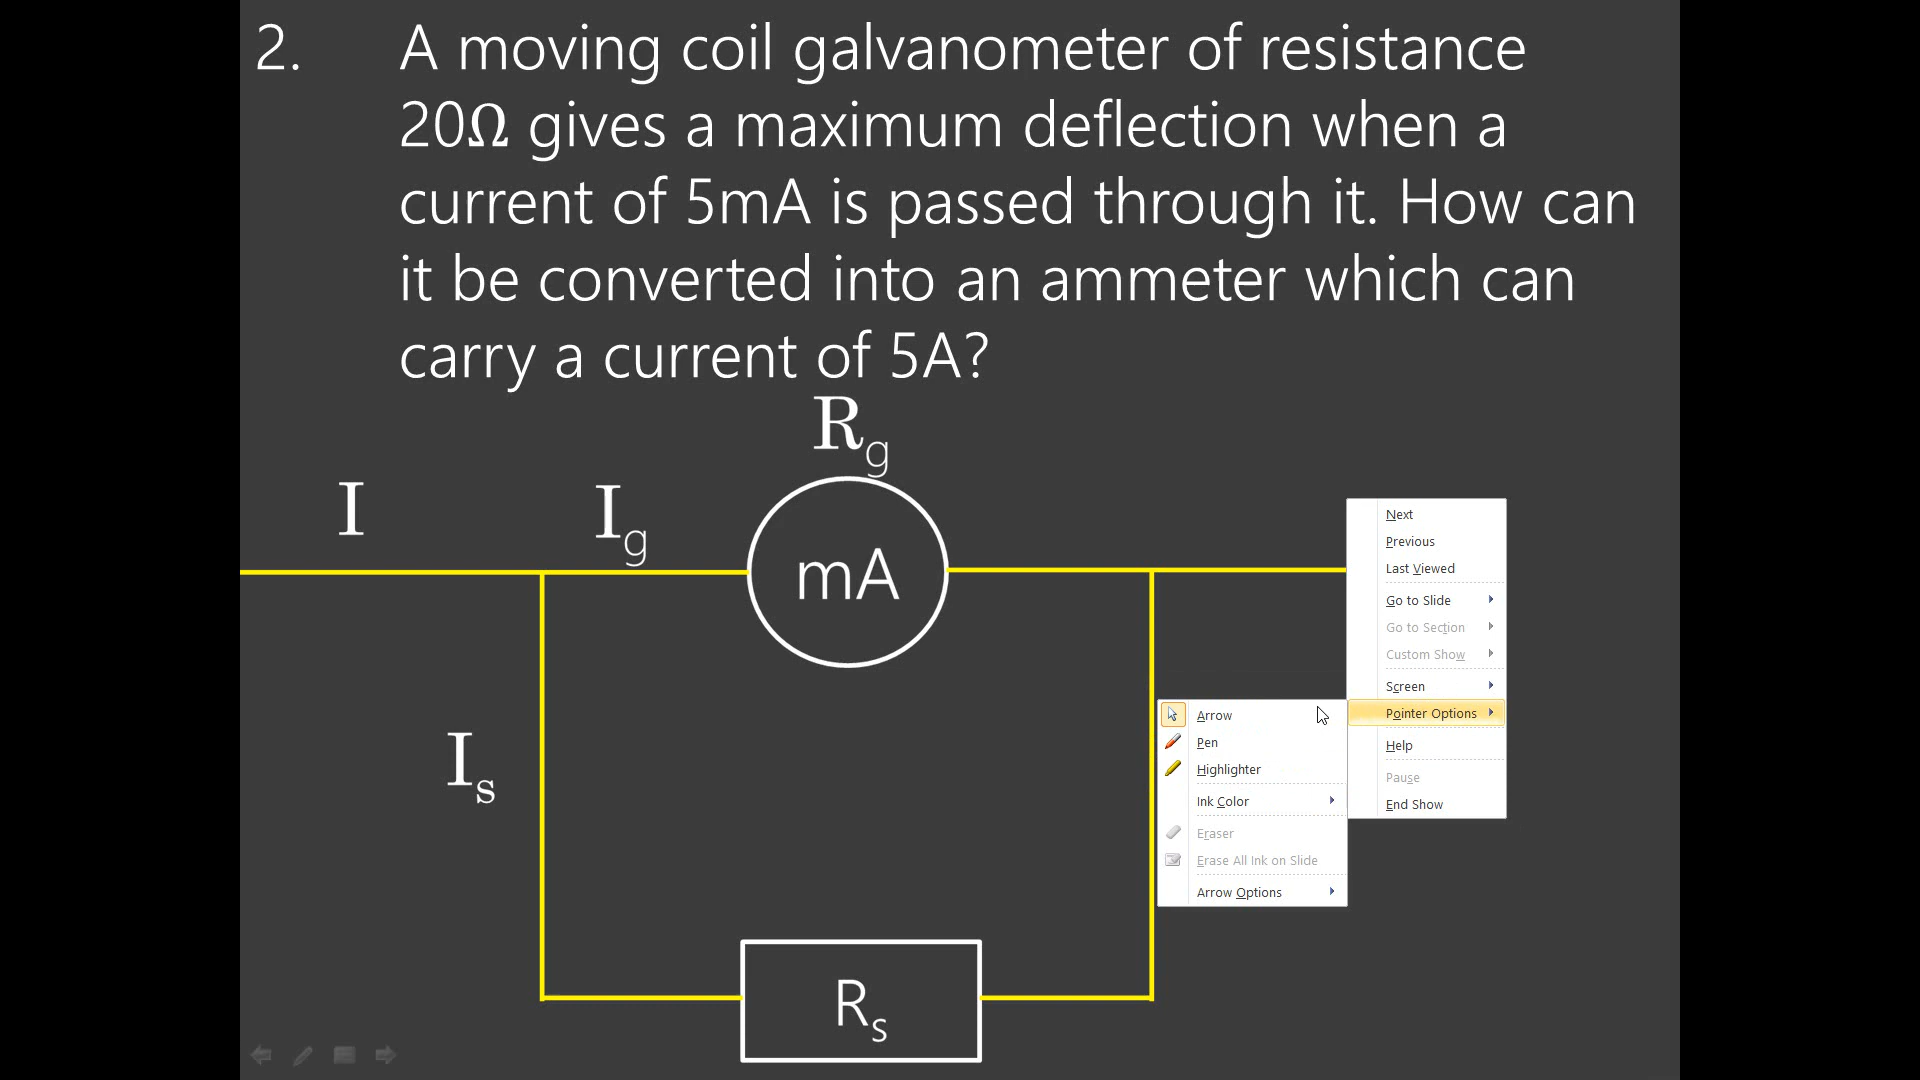 2. A moving coil galvanometer of resistance
20Ω gives a maximum deflection when a
current of 5mA is passed through it. How can
it be converted into an ammeter which can
carry a current of 5A?
Rg
I
Ig
mA
Is
Rs
Next
Previous
Last Viewed
Go to Slide
Go to Section
Custom Show
Screen
Pointer Options
Help
Pause
End Show
Arrow
Pen
Highlighter
Ink Color
Eraser
Erase All Ink on Slide
Arrow Options